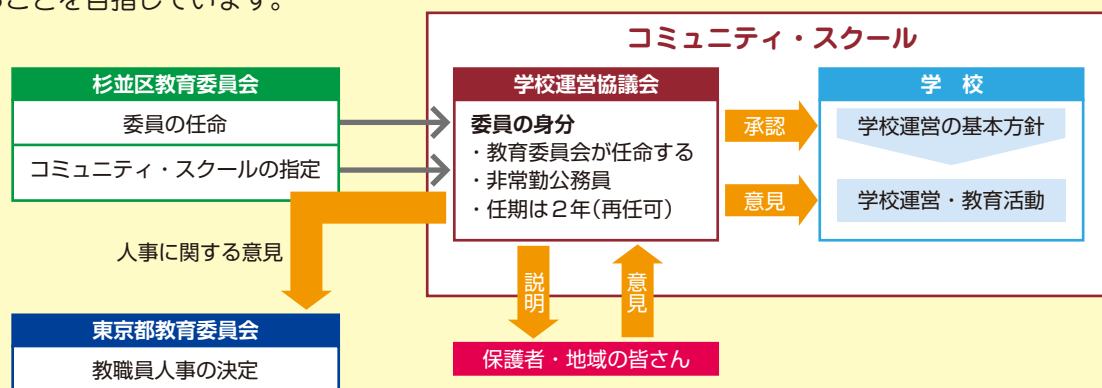 ることを目指しています。
コミュニティ・スクール
杉並区教育委員会
委員の任命
コミュニティ・スクールの指定
学校運営協議会
委員の身分
・教育委員会が任命する
・非常勤公務員
・任期は2年(再任可)
承認
意見
学 校
学校運営の基本方針
学校運営・教育活動
人事に関する意見
説明
意見
東京都教育委員会
教職員人事の決定
保護者・地域の皆さん